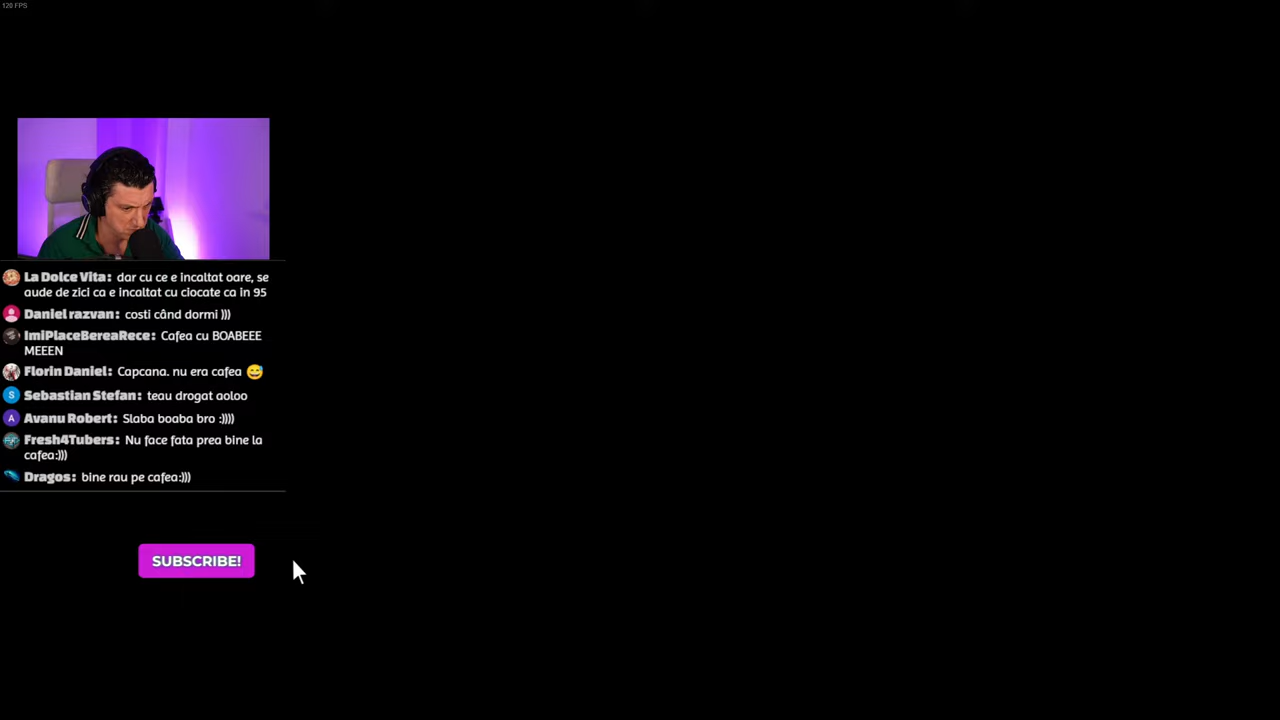 120 FPS
La Dolce Vita: dar cu ce e incaltat oare, se
aude de zici ca e incaltat cu ciocate ca in 95
Daniel razvan: costi când dormi )))
ImiPlaceBereaRece: Cafea cu BOABEEE
MEEEN
Florin Daniel: Capcana. nu era cafea 😅
S Sebastian Stefan: teau drogat aoloo
A Avanu Robert: Slaba boaba bro :))))
Fresh4Tubers: Nu face fata prea bine la
cafea:)))
Dragos: bine rau pe cafea:)))
SUBSCRIBE!